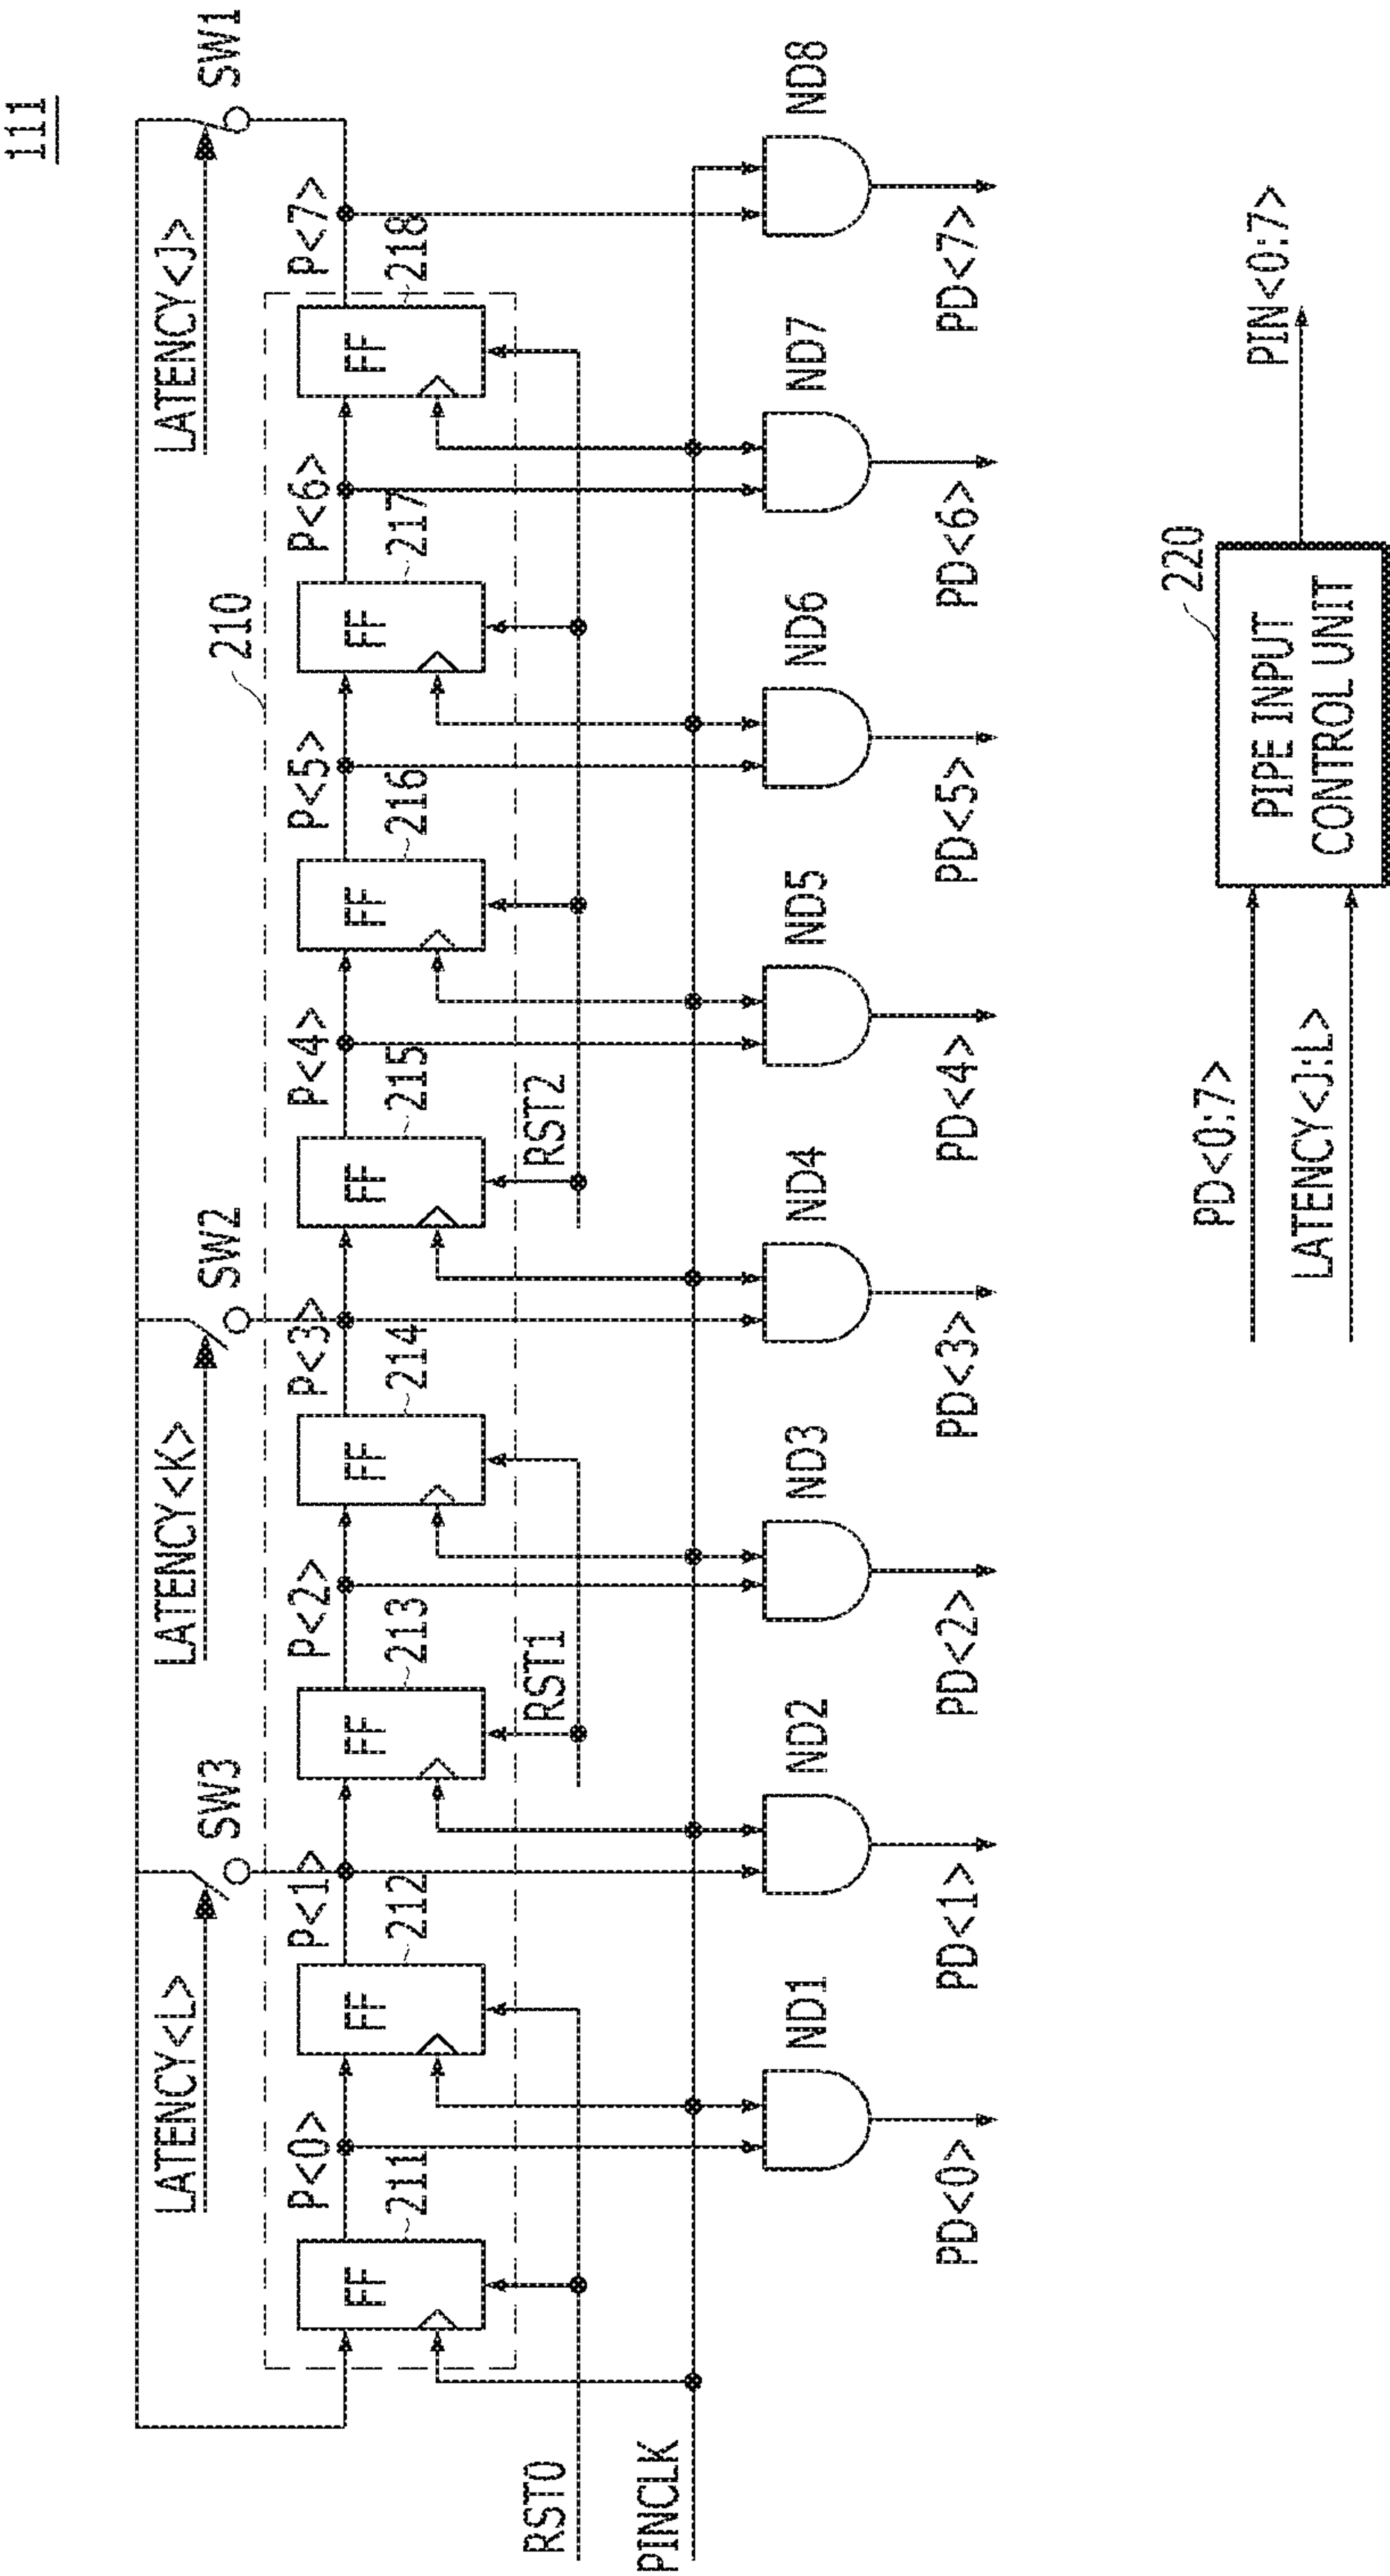 111
LATENCY<L>
SW3
LATENCY<K>
SW2
LATENCY<J>
SW1
210
P<0>
P<1>
P<2>
P<3>
P<4>
P<5>
P<6>
P<7>
FF
211
FF
212
FF
213
FF
214
FF
215
FF
216
FF
217
FF
218
RST0
RST1
RST2
PINCLK
ND1
ND2
ND3
ND4
ND5
ND6
ND7
ND8
PD<0>
PD<1>
PD<2>
PD<3>
PD<4>
PD<5>
PD<6>
PD<7>
PD<0:7>
LATENCY<J:L>
220
PIPE INPUT
CONTROL UNIT
PIN<0:7>